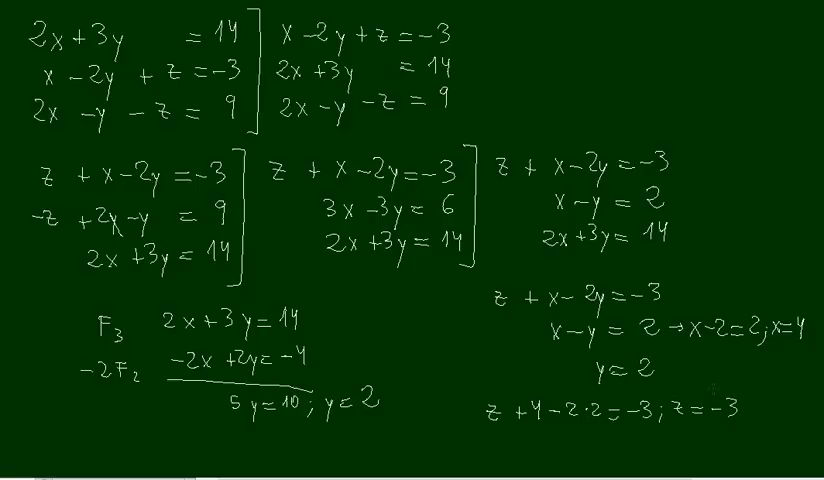 2x + 3y = 14
x - 2y + z = -3
2x - y - z = 9
x - 2y + z = -3
2x + 3y = 14
2x - y - z = 9
z + x - 2y = -3
-z + 2x - y = 9
2x + 3y = 14
z + x - 2y = -3
3x - 3y = 6
2x + 3y = 14
z + x - 2y = -3
x - y = 2
2x + 3y = 14
F₃ 2x + 3y = 14
-2F₂ -2x + 2y = -4
5y = 10; y = 2
z + x - 2y = -3
x - y = 2 → x - 2 = 2; x = 4
y = 2
z + 4 - 2·2 = -3; z = -3